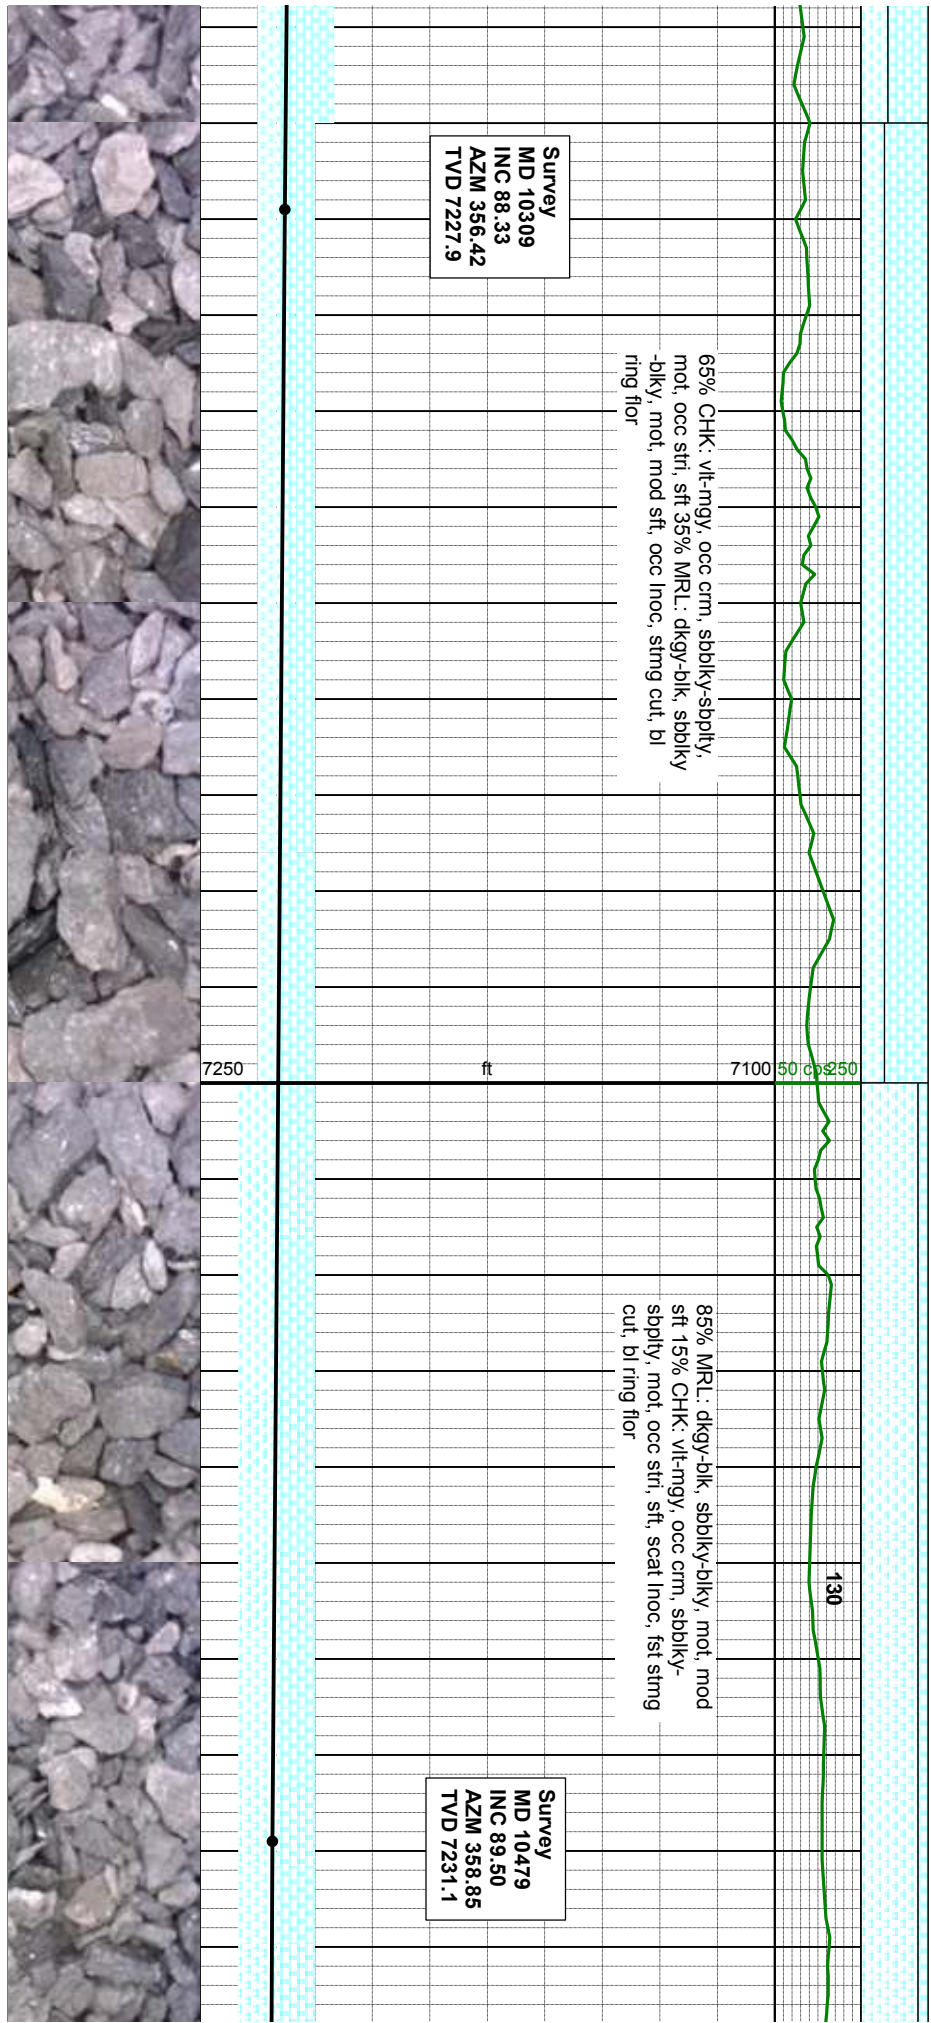 Survey
MD 10309
INC 88.33
AZM 356.42
TVD 7227.9
65% CHK: vlt-mgy, occ crm, sbblky-sbplty,
mot, occ stri, sft 35% MRL: dkgy-blk, sbblky
-blky, mot, mod sft, occ Inoc, stmg cut, bl
ring flor
7250 ft 7100 50 cps 250
85% MRL: dkgy-blk, sbblky-blky, mot, mod
sft 15% CHK: vlt-mgy, occ crm, sbblky-
sbplty, mot, occ stri, sft, scat Inoc, fst stmg
cut, bl ring flor
130
Survey
MD 10479
INC 89.50
AZM 358.85
TVD 7231.1